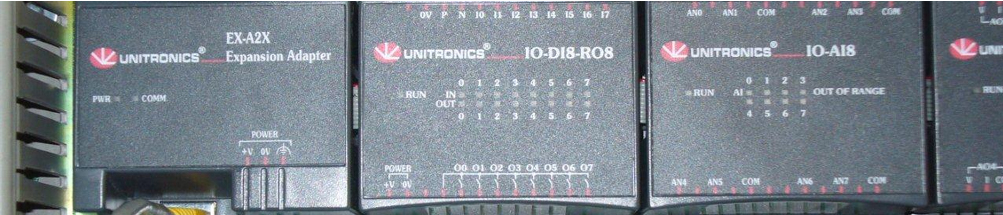 EX-A2X
UNITRONICS®
Expansion Adapter
PWR COMM
POWER
+V 0V
0V P N I0 I1 I2 I3 I4 I5 I6 I7
UNITRONICS® IO-DI8-RO8
0 1 2 3 4 5 6 7
RUN IN
OUT
0 1 2 3 4 5 6 7
POWER
+V 0V
O0 O1 O2 O3 O4 O5 O6 O7
AN0 AN1 COM AN2 AN3 COM
UNITRONICS® IO-AI8
0 1 2 3
RUN AI OUT OF RANGE
4 5 6 7
AN4 AN5 COM AN6 AN7 COM
UNIT
RUN
AO4